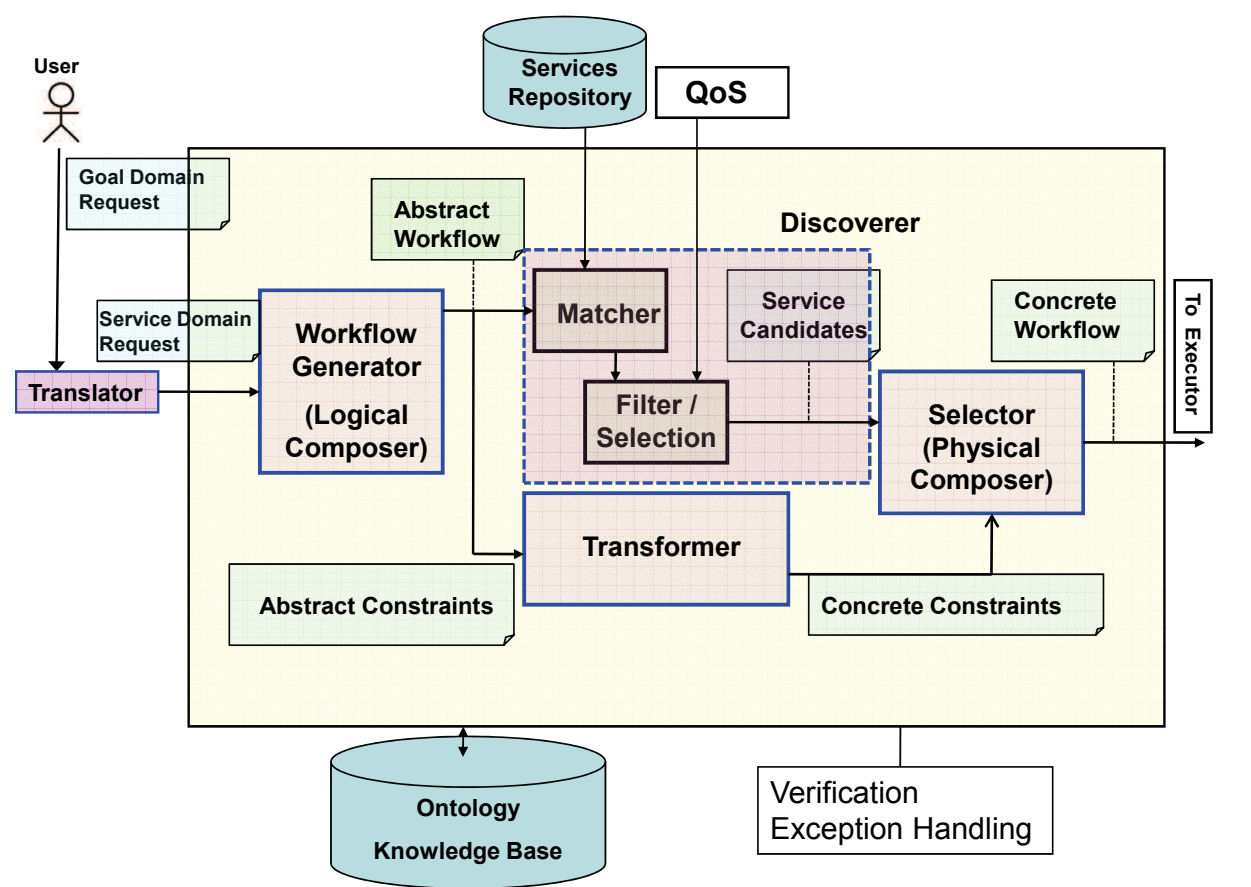 User
Services
Repository
QoS
Goal Domain
Request
Abstract
Workflow
Discoverer
Service Domain
Request
Workflow
Generator
(Logical
Composer)
Matcher
Service
Candidates
Concrete
Workflow
To Executor
Translator
Filter /
Selection
Selector
(Physical
Composer)
Transformer
Abstract Constraints
Concrete Constraints
Ontology
Knowledge Base
Verification
Exception Handling